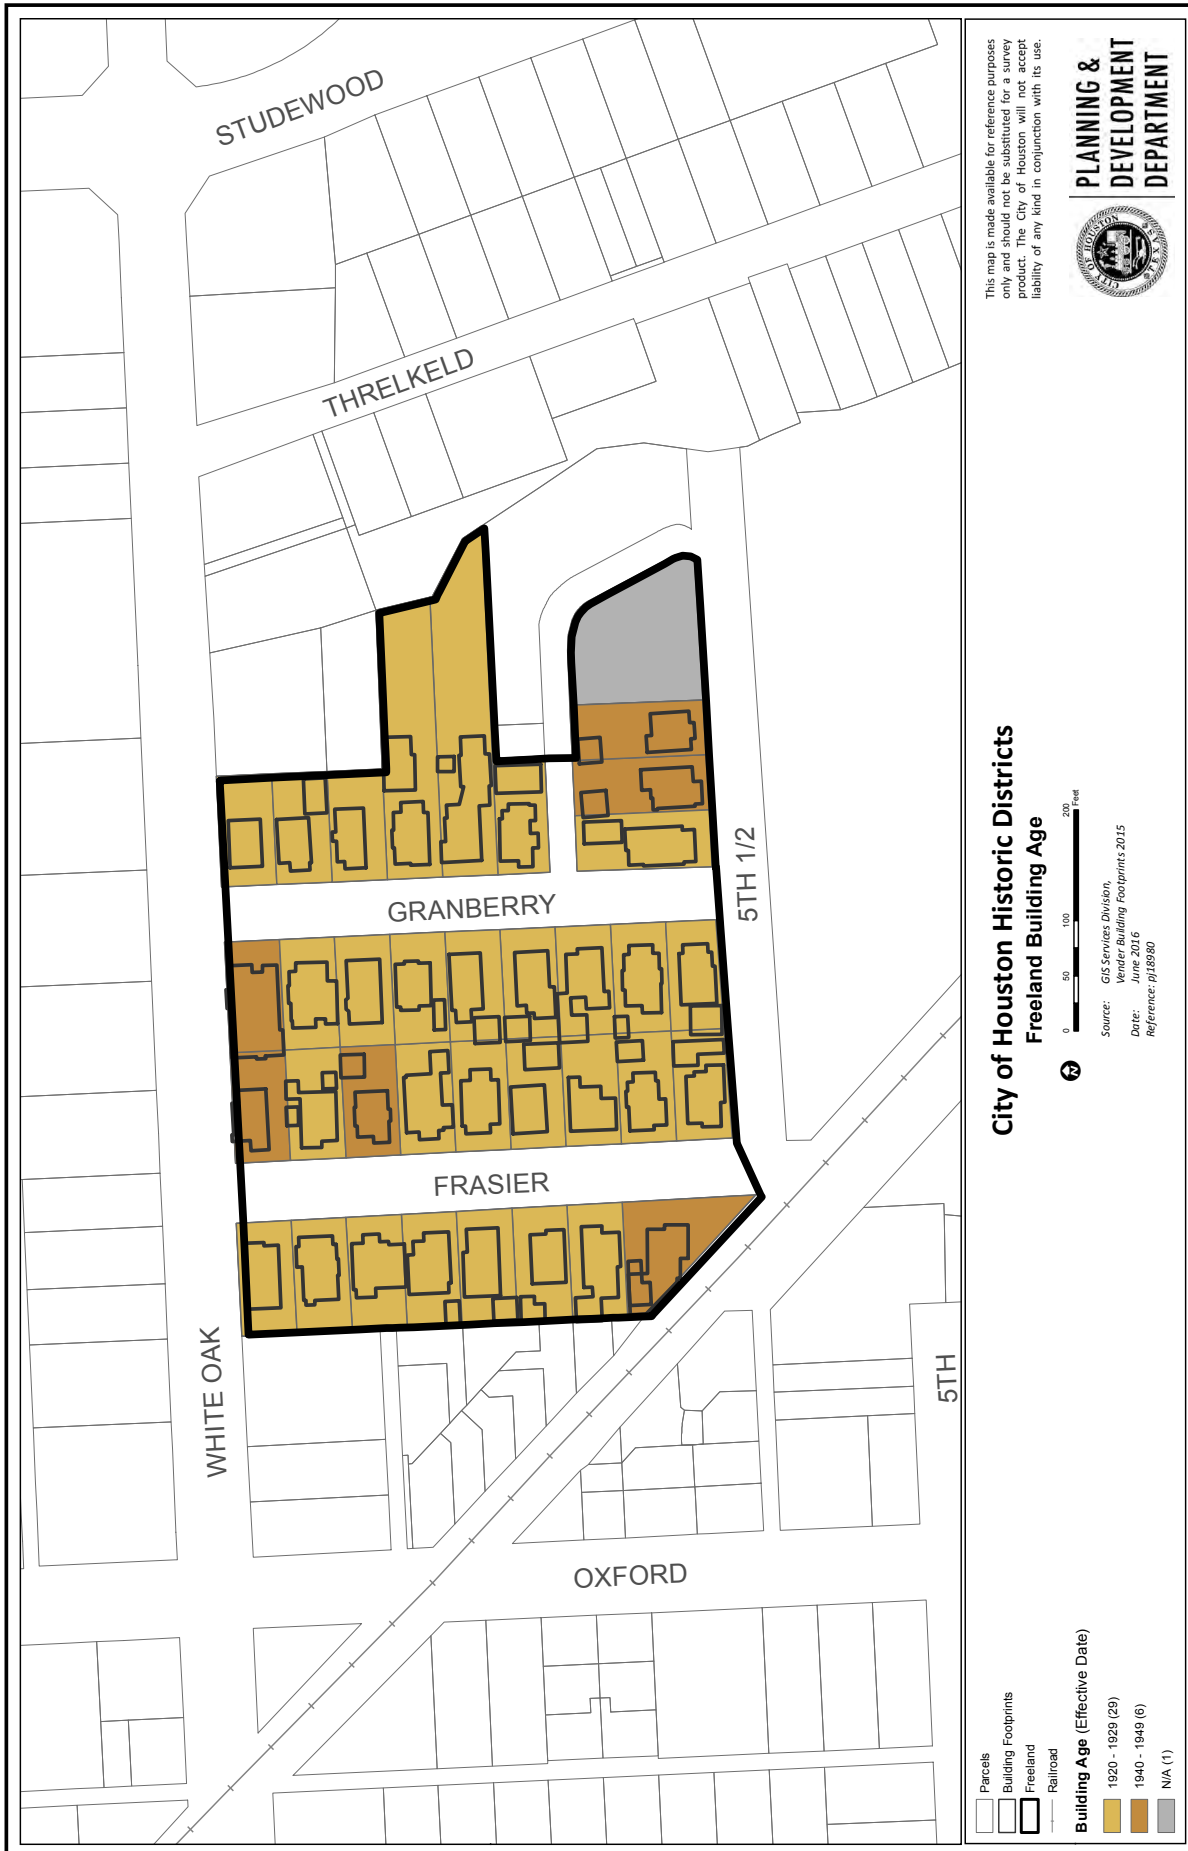 STUDEWOOD
THRELKELD
GRANBERRY
FRASIER
WHITE OAK
5TH 1/2
5TH
OXFORD
Parcels
Building Footprints
Freeland
Railroad
Building Age (Effective Date)
1920 - 1929 (29)
1940 - 1949 (6)
N/A (1)
City of Houston Historic Districts
Freeland Building Age
0 50 100 200
Feet
N
Source: GIS Services Division,
Vender Building Footprints 2015
Date: June 2016
Reference: pj18980
This map is made available for reference purposes
only and should not be substituted for a survey
product. The City of Houston will not accept
liability of any kind in conjunction with its use.
CITY OF HOUSTON
TEXAS
PLANNING &
DEVELOPMENT
DEPARTMENT